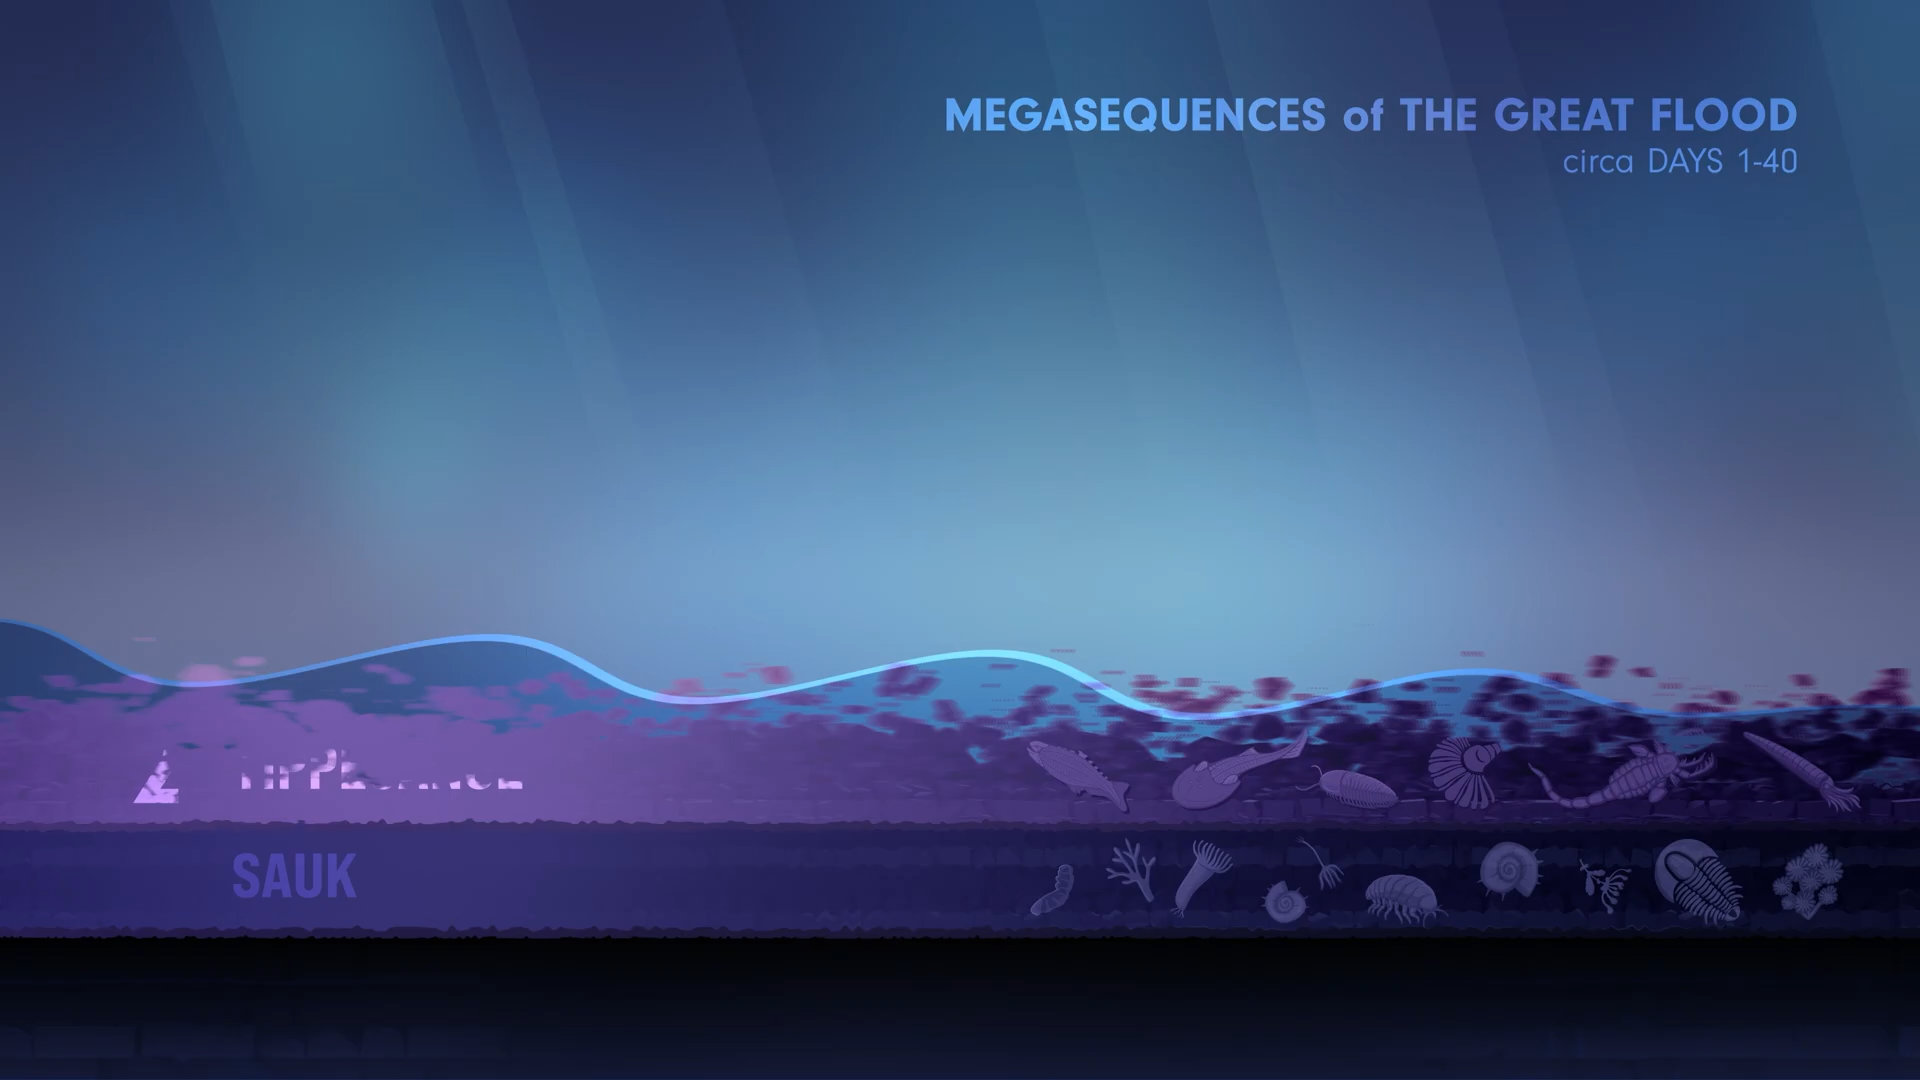 MEGASEQUENCES of THE GREAT FLOOD
circa DAYS 1-40
SAUK